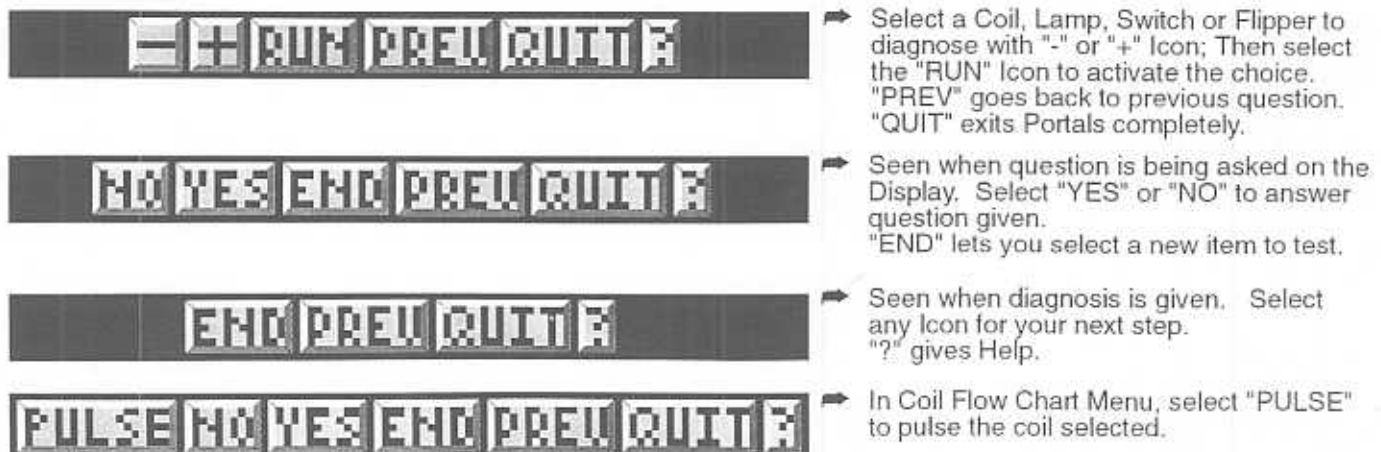 - + RUN PREV QUIT ?
Select a Coil, Lamp, Switch or Flipper to
diagnose with "-" or "+" Icon; Then select
the "RUN" Icon to activate the choice.
"PREV" goes back to previous question.
"QUIT" exits Portals completely.
NO YES END PREV QUIT ?
Seen when question is being asked on the
Display. Select "YES" or "NO" to answer
question given.
"END" lets you select a new item to test.
END PREV QUIT ?
Seen when diagnosis is given. Select
any Icon for your next step.
"?" gives Help.
PULSE NO YES END PREV QUIT ?
In Coil Flow Chart Menu, select "PULSE"
to pulse the coil selected.